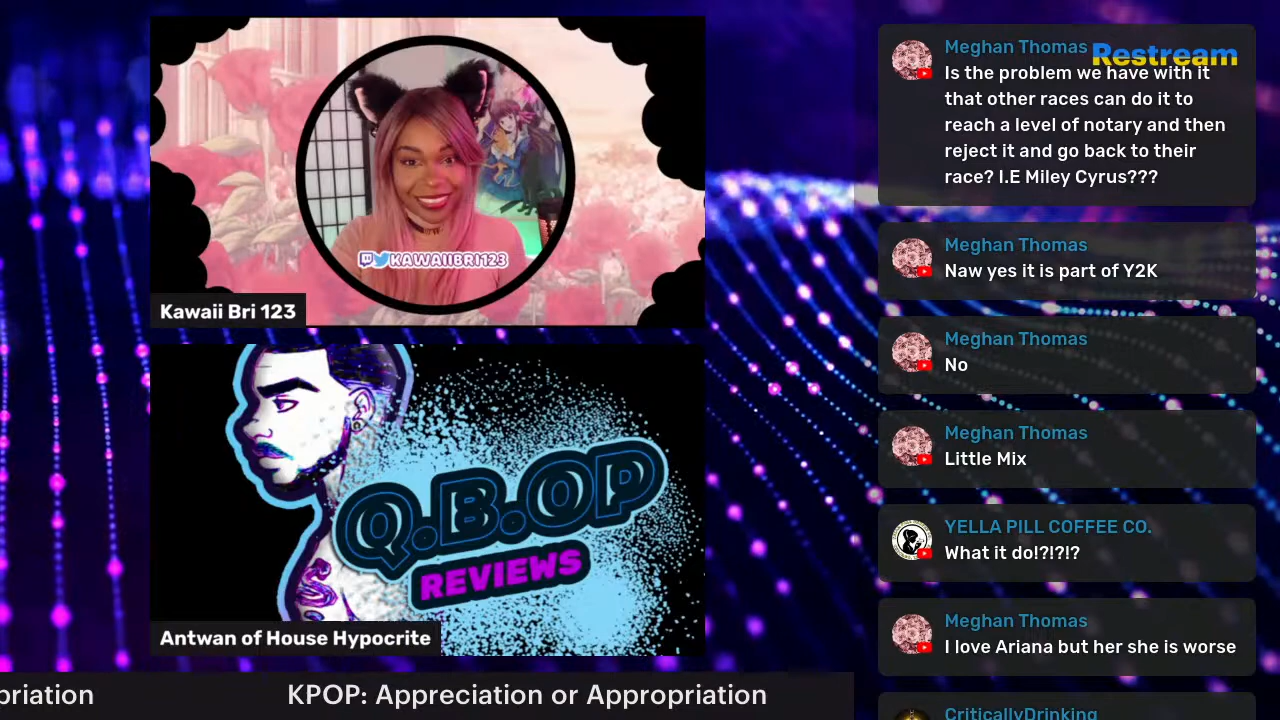 KAWAIIBRI123
Kawaii Bri 123
Q.B.OP
REVIEWS
Antwan of House Hypocrite
priation
KPOP: Appreciation or Appropriation
Restream
Meghan Thomas
Is the problem we have with it
that other races can do it to
reach a level of notary and then
reject it and go back to their
race? I.E Miley Cyrus???
Meghan Thomas
Naw yes it is part of Y2K
Meghan Thomas
No
Meghan Thomas
Little Mix
YELLA PILL COFFEE CO.
What it do!?!?!?
Meghan Thomas
I love Ariana but her she is worse
CriticallyDrinking